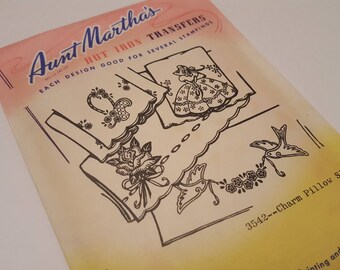 Aunt Martha's
HOT IRON TRANSFERS
EACH DESIGN GOOD FOR SEVERAL STAMPINGS
3542--Charm Pillow S